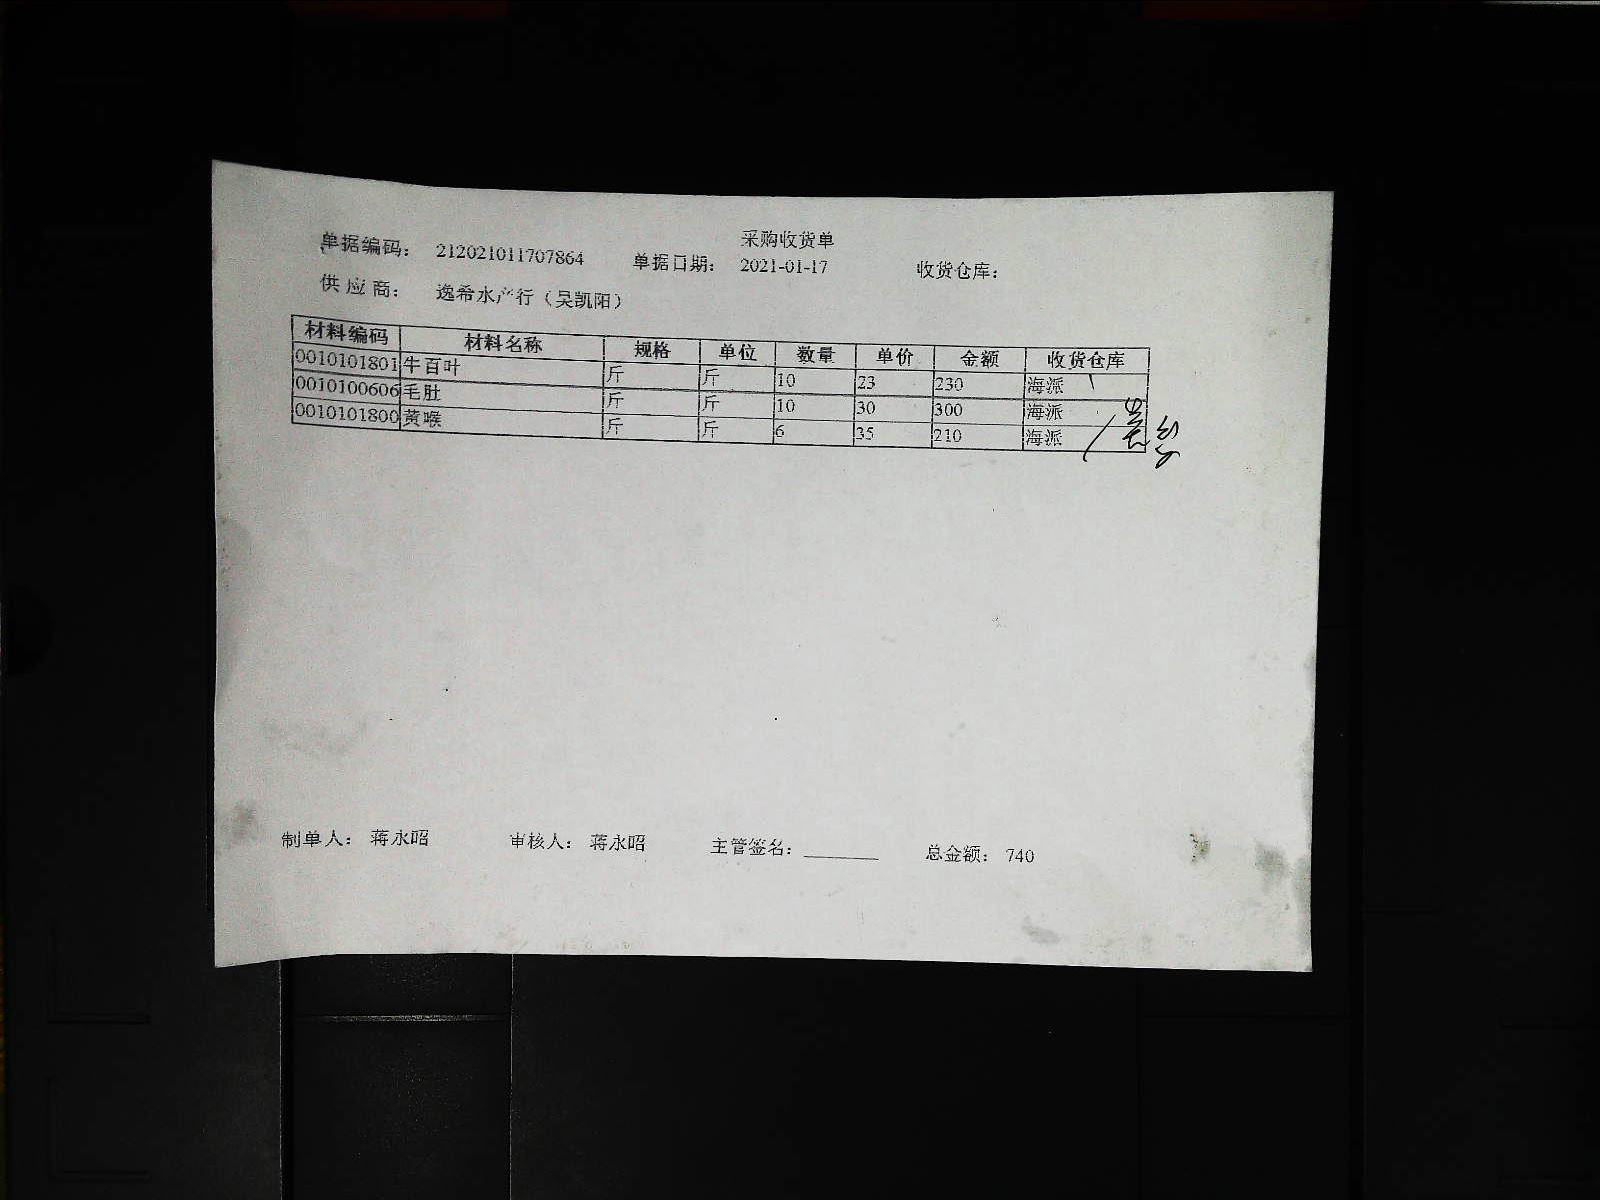 采购收货单
单据编码： 212021011707864 单据日期： 2021-01-17 收货仓库：
供 应 商： 逸希水产行（吴凯阳）
材料编码 材料名称 规格 单位 数量 单价 金额 收货仓库
0010101801 牛百叶 斤 斤 10 23 230 海派
0010100606 毛肚 斤 斤 10 30 300 海派
0010101800 黄喉 斤 斤 6 35 210 海派
制单人： 蒋永昭 审核人： 蒋永昭 主管签名：________ 总金额： 740